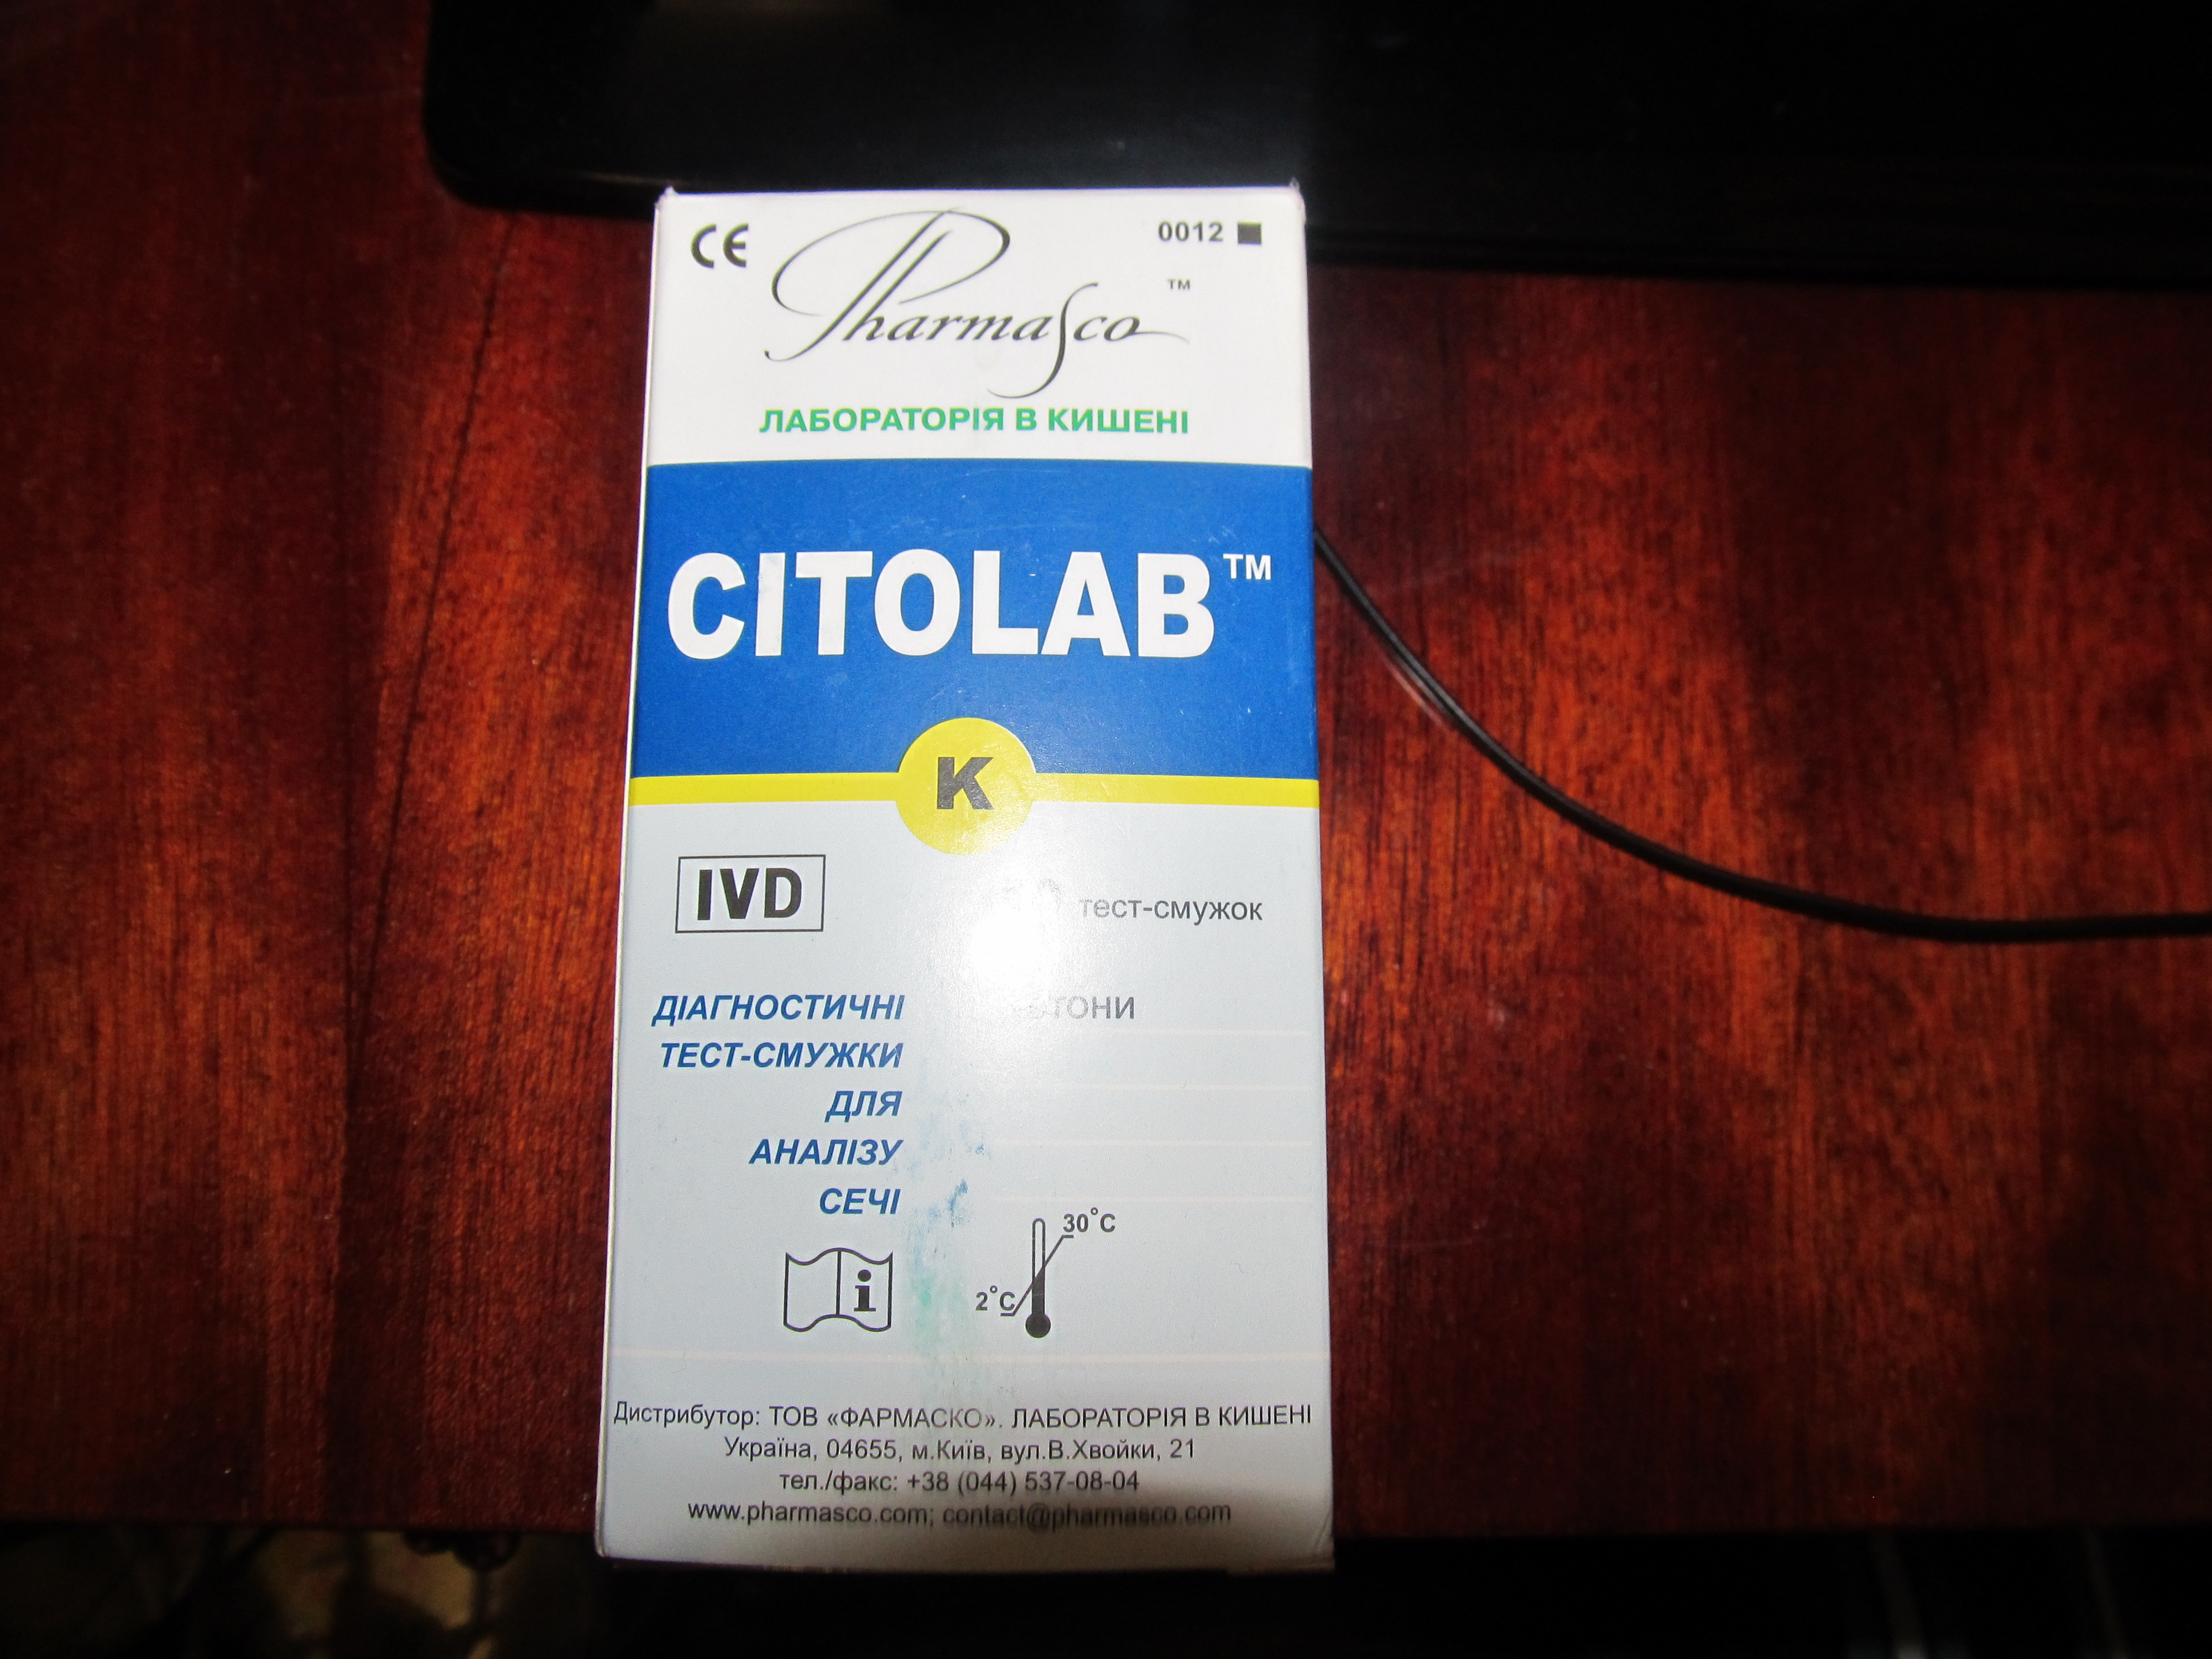 CE
0012
Pharmasco ™
ЛАБОРАТОРІЯ В КИШЕНІ
CITOLAB™
K
IVD
тест-смужок
ДІАГНОСТИЧНІ
ТЕСТ-СМУЖКИ
ДЛЯ
АНАЛІЗУ
СЕЧІ
30°C
2°C
Дистрибутор: ТОВ «ФАРМАСКО». ЛАБОРАТОРІЯ В КИШЕНІ
Україна, 04655, м.Київ, вул.В.Хвойки, 21
тел./факс: +38 (044) 537-08-04
www.pharmasco.com; contact@pharmasco.com